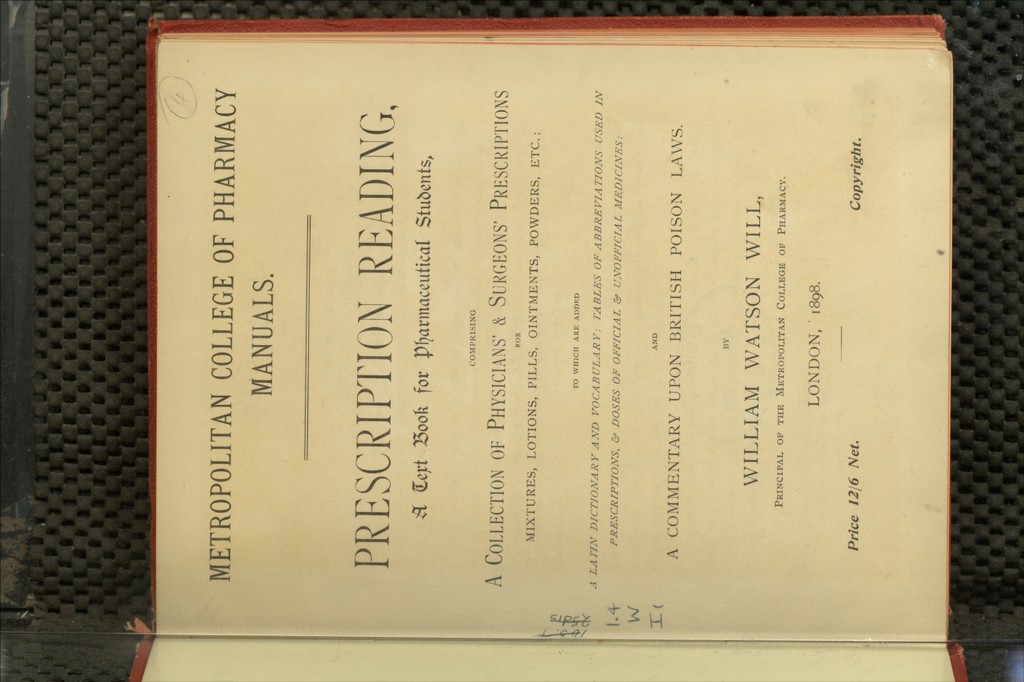 METROPOLITAN COLLEGE OF PHARMACY
MANUALS.
PRESCRIPTION READING,
A Text Book for Pharmaceutical Students,
COMPRISING
A COLLECTION OF PHYSICIANS' & SURGEONS' PRESCRIPTIONS
FOR
MIXTURES, LOTIONS, PILLS, OINTMENTS, POWDERS, ETC.:
TO WHICH ARE ADDED
A LATIN DICTIONARY AND VOCABULARY; TABLES OF ABBREVIATIONS USED IN
PRESCRIPTIONS, & DOSES OF OFFICIAL & UNOFFICIAL MEDICINES;
AND
A COMMENTARY UPON BRITISH POISON LAWS.
BY
WILLIAM WATSON WILL,
PRINCIPAL OF THE METROPOLITAN COLLEGE OF PHARMACY.
LONDON, 1898.
Price 12/6 Net. Copyright.
1.4
W